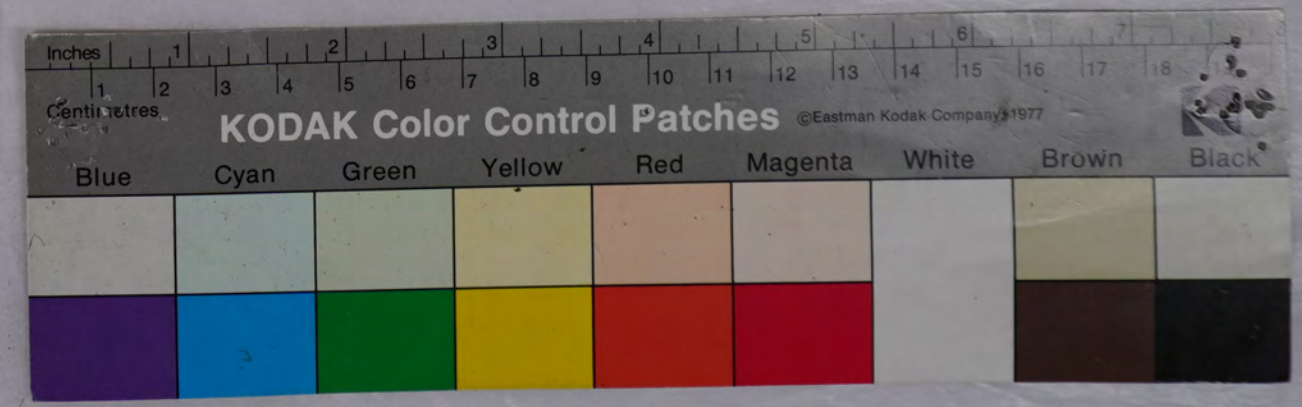 Inches 1 2 3 4 5 6 7 8
1 2 3 4 5 6 7 8 9 10 11 12 13 14 15 16 17 18
Centimetres
KODAK Color Control Patches ©Eastman Kodak Company, 1977
Blue Cyan Green Yellow Red Magenta White Brown Black